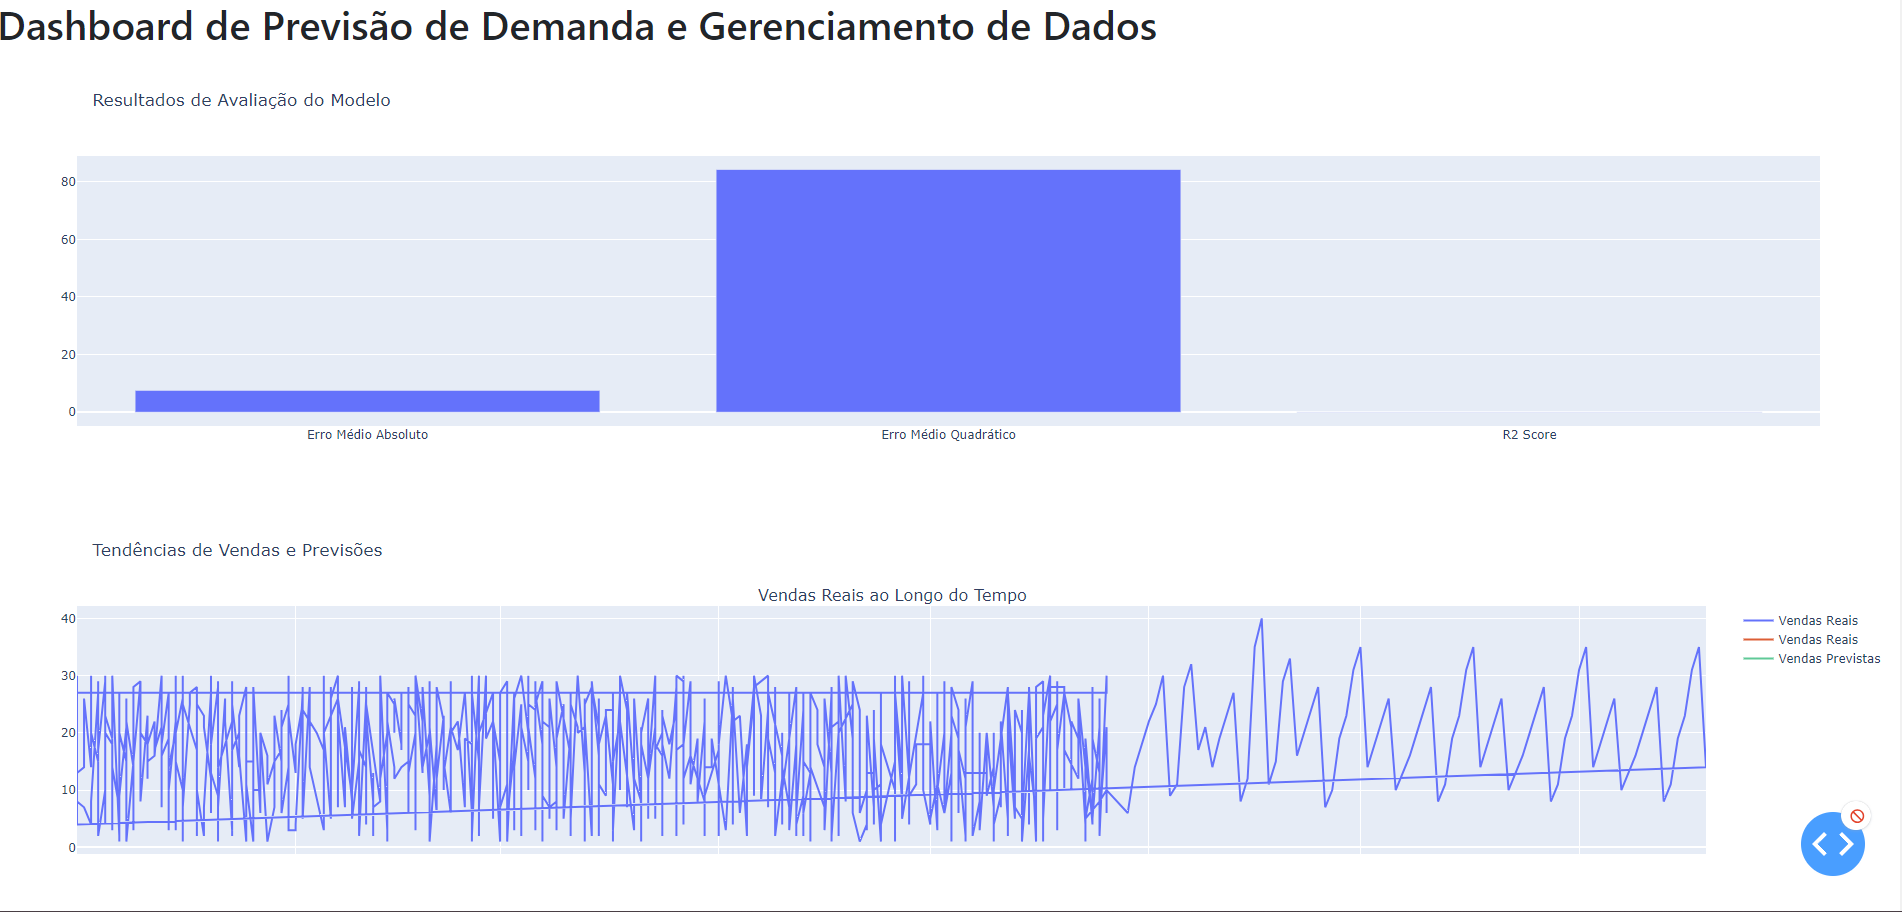 Dashboard de Previsão de Demanda e Gerenciamento de Dados
Resultados de Avaliação do Modelo
80
60
40
20
0
Erro Médio Absoluto
Erro Médio Quadrático
R2 Score
Tendências de Vendas e Previsões
Vendas Reais ao Longo do Tempo
40
30
20
10
0
Vendas Reais
Vendas Reais
Vendas Previstas